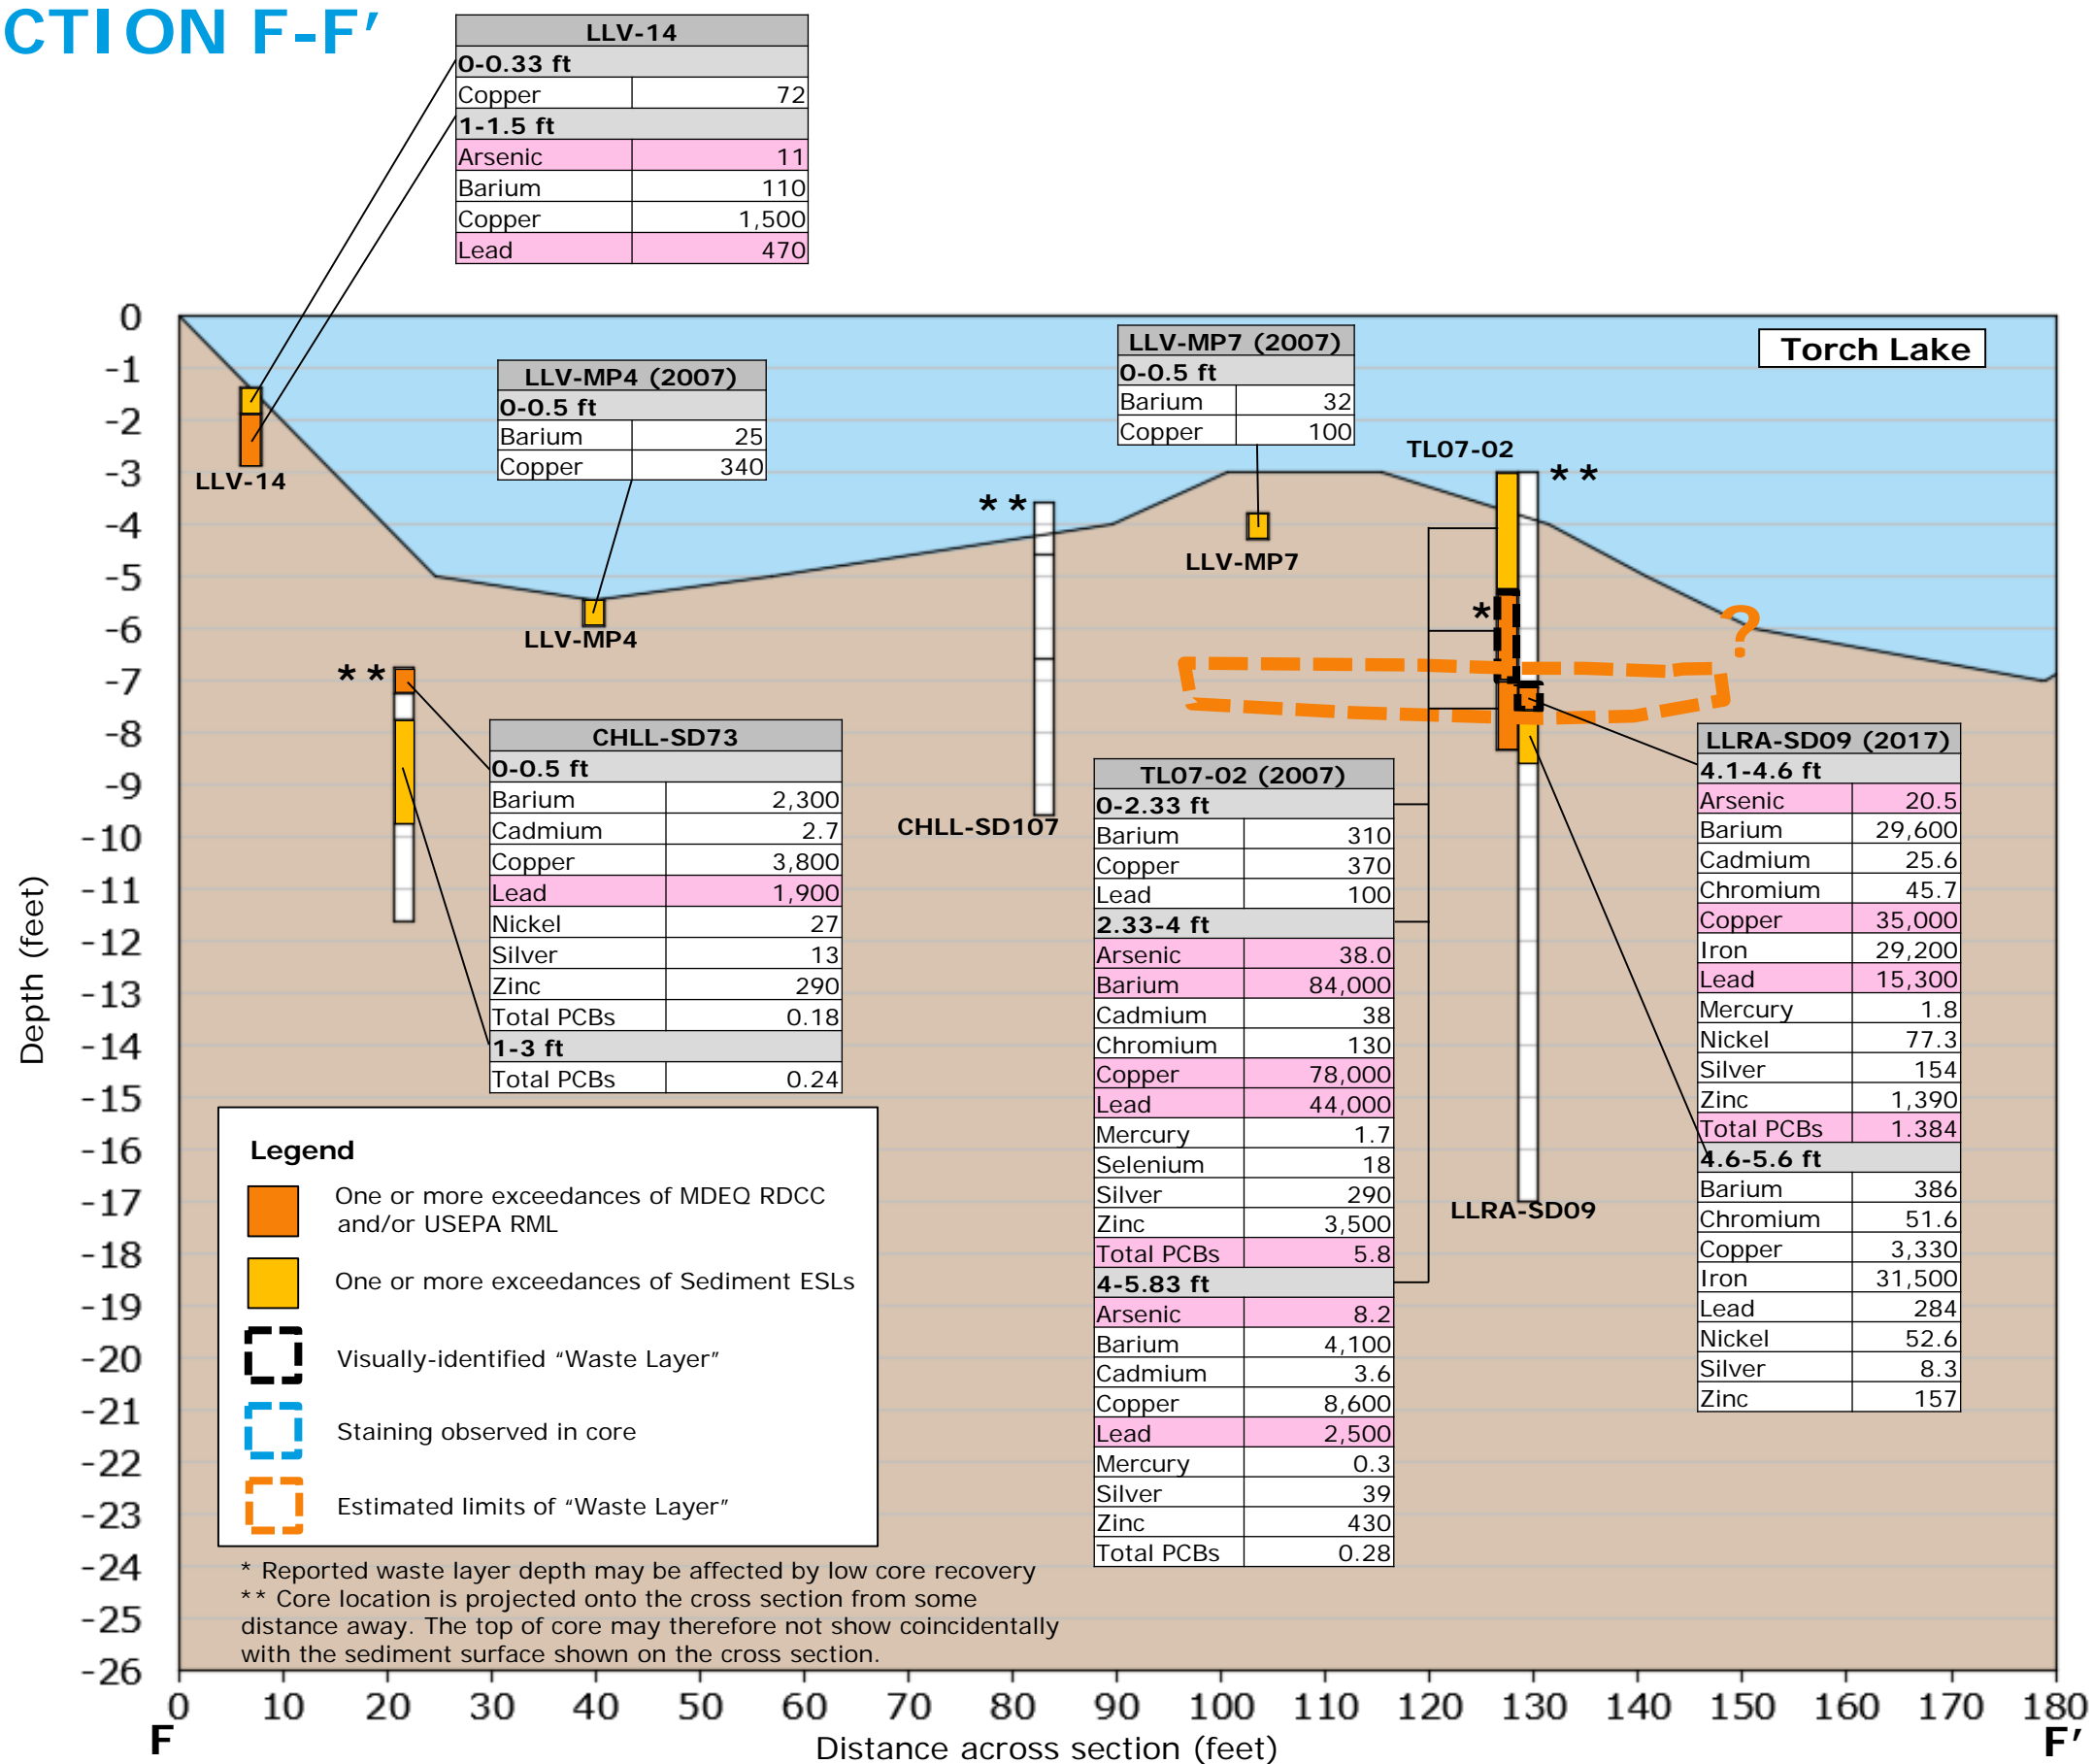 CTION F-F'
LLV-14
0-0.33 ft
Copper 72
1-1.5 ft
Arsenic 11
Barium 110
Copper 1,500
Lead 470
0
-1
-2
-3
-4
-5
-6
-7
-8
-9
-10
-11
-12
-13
-14
-15
-16
-17
-18
-19
-20
-21
-22
-23
-24
-25
-26
Depth (feet)
Torch Lake
LLV-14
LLV-MP4 (2007)
0-0.5 ft
Barium 25
Copper 340
LLV-MP4
LLV-MP7 (2007)
0-0.5 ft
Barium 32
Copper 100
LLV-MP7
TL07-02
**
**
*
?
**
CHLL-SD73
0-0.5 ft
Barium 2,300
Cadmium 2.7
Copper 3,800
Lead 1,900
Nickel 27
Silver 13
Zinc 290
Total PCBs 0.18
1-3 ft
Total PCBs 0.24
CHLL-SD107
TL07-02 (2007)
0-2.33 ft
Barium 310
Copper 370
Lead 100
2.33-4 ft
Arsenic 38.0
Barium 84,000
Cadmium 38
Chromium 130
Copper 78,000
Lead 44,000
Mercury 1.7
Selenium 18
Silver 290
Zinc 3,500
Total PCBs 5.8
4-5.83 ft
Arsenic 8.2
Barium 4,100
Cadmium 3.6
Copper 8,600
Lead 2,500
Mercury 0.3
Silver 39
Zinc 430
Total PCBs 0.28
LLRA-SD09
LLRA-SD09 (2017)
4.1-4.6 ft
Arsenic 20.5
Barium 29,600
Cadmium 25.6
Chromium 45.7
Copper 35,000
Iron 29,200
Lead 15,300
Mercury 1.8
Nickel 77.3
Silver 154
Zinc 1,390
Total PCBs 1.384
4.6-5.6 ft
Barium 386
Chromium 51.6
Copper 3,330
Iron 31,500
Lead 284
Nickel 52.6
Silver 8.3
Zinc 157
Legend
One or more exceedances of MDEQ RDCC
and/or USEPA RML
One or more exceedances of Sediment ESLs
Visually-identified “Waste Layer”
Staining observed in core
Estimated limits of “Waste Layer”
* Reported waste layer depth may be affected by low core recovery
** Core location is projected onto the cross section from some
distance away. The top of core may therefore not show coincidentally
with the sediment surface shown on the cross section.
0 10 20 30 40 50 60 70 80 90 100 110 120 130 140 150 160 170 180
F F'
Distance across section (feet)